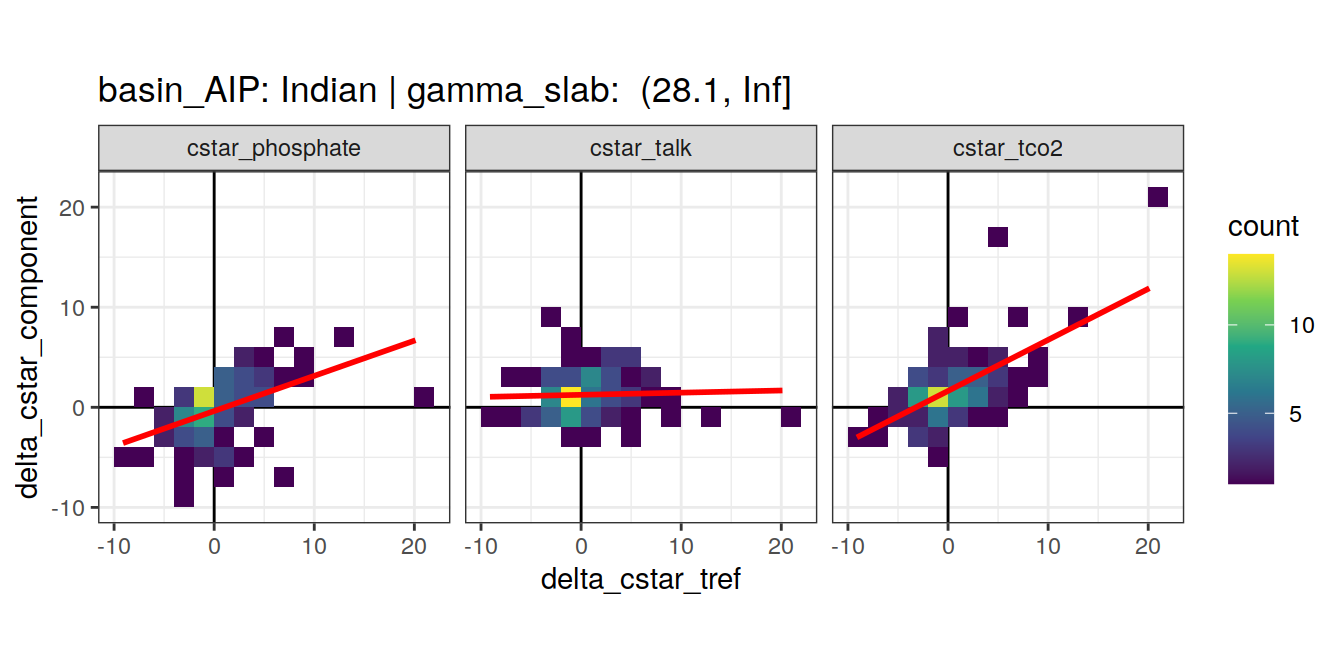 basin_AIP: Indian | gamma_slab:  (28.1, Inf]
cstar_phosphate cstar_talk cstar_tco2
delta_cstar_component
20
10
0
-10
-10 0 10 20 -10 0 10 20 -10 0 10 20
delta_cstar_tref
count
10
5